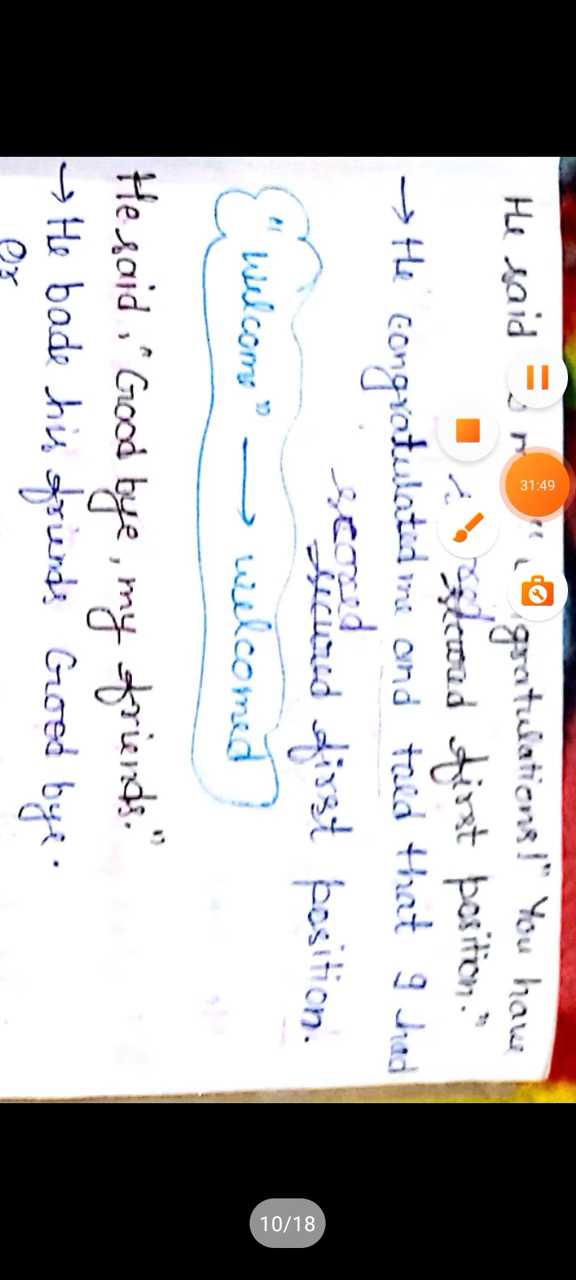 He said gratulations!" You have
first position."
→ He congratulated me and told that I had
secured
secured first position.
"Welcome" → welcomed
He said, "Good bye, my friends."
→ He bade his friends Good bye.
Or
31:49
10/18